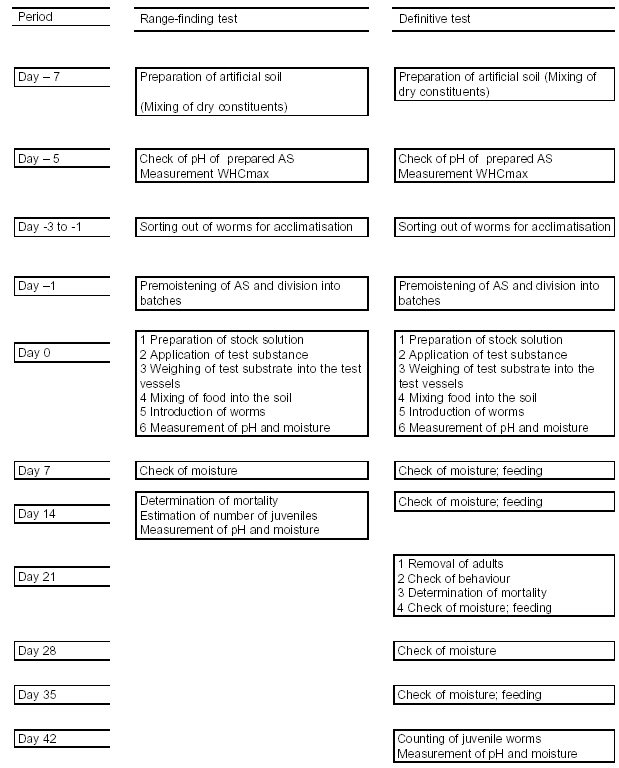 Period Range-finding test Definitive test
Day – 7
Preparation of artificial soil
(Mixing of dry constituents)
Preparation of artificial soil (Mixing of
dry constituents)
Day – 5
Check of pH of prepared AS
Measurement WHCmax
Check of pH of prepared AS
Measurement WHCmax
Day -3 to -1
Sorting out of worms for acclimatisation
Sorting out of worms for acclimatisation
Day –1
Premoistening of AS and division into
batches
Premoistening of AS and division into
batches
Day 0
1 Preparation of stock solution
2 Application of test substance
3 Weighing of test substrate into the test
vessels
4 Mixing of food into the soil
5 Introduction of worms
6 Measurement of pH and moisture
1 Preparation of stock solution
2 Application of test substance
3 Weighing of test substrate into the
test vessels
4 Mixing of food into the soil
5 Introduction of worms
6 Measurement of pH and moisture
Day 7
Check of moisture
Check of moisture; feeding
Day 14
Determination of mortality
Estimation of number of juveniles
Measurement of pH and moisture
Check of moisture; feeding
Day 21
1 Removal of adults
2 Check of behaviour
3 Determination of mortality
4 Check of moisture; feeding
Day 28
Check of moisture
Day 35
Check of moisture; feeding
Day 42
Counting of juvenile worms
Measurement of pH and moisture